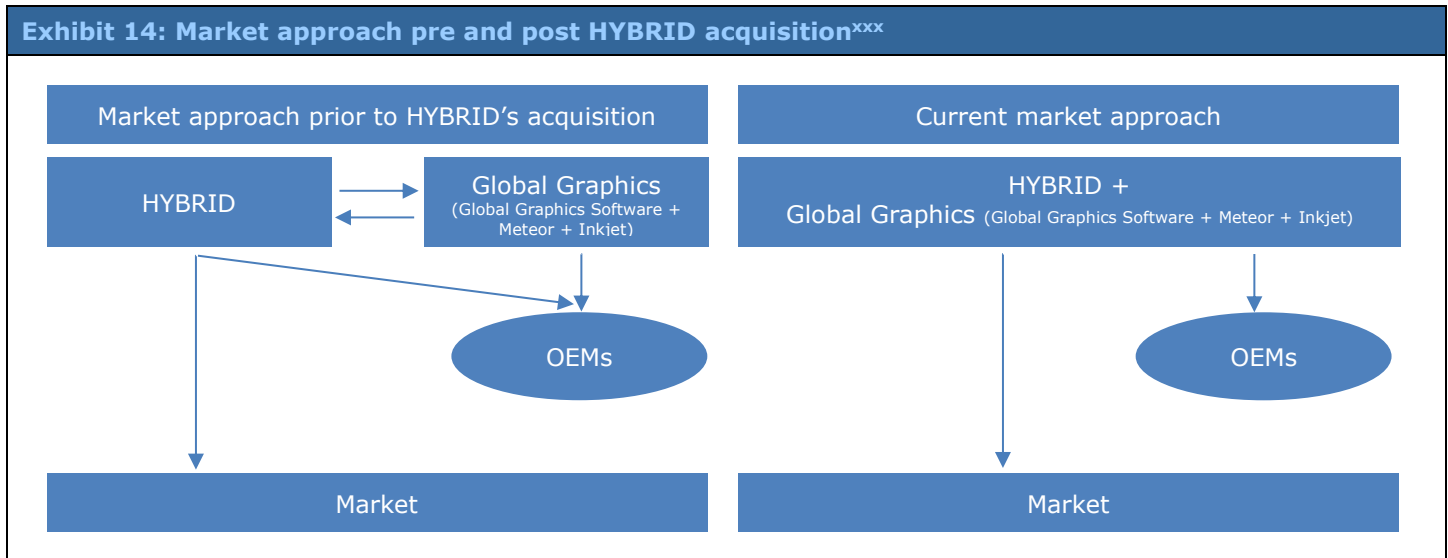 Exhibit 14: Market approach pre and post HYBRID acquisitionxxx
Market approach prior to HYBRID's acquisition
HYBRID
Global Graphics
(Global Graphics Software +
Meteor + Inkjet)
OEMs
Market
Current market approach
HYBRID +
Global Graphics (Global Graphics Software + Meteor + Inkjet)
OEMs
Market